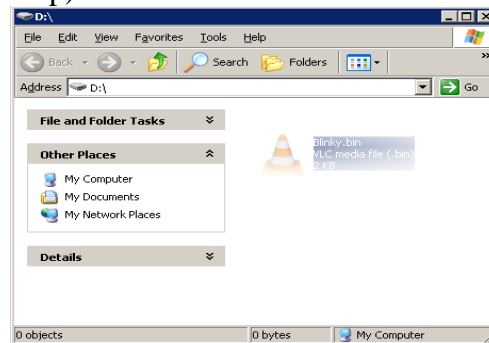 D:\
File Edit View Favorites Tools Help
Back Search Folders »
Address D:\ Go
File and Folder Tasks
Other Places
My Computer
My Documents
My Network Places
Details
Blinky.bin
VLC media file (.bin)
2 KB
0 objects 0 bytes My Computer